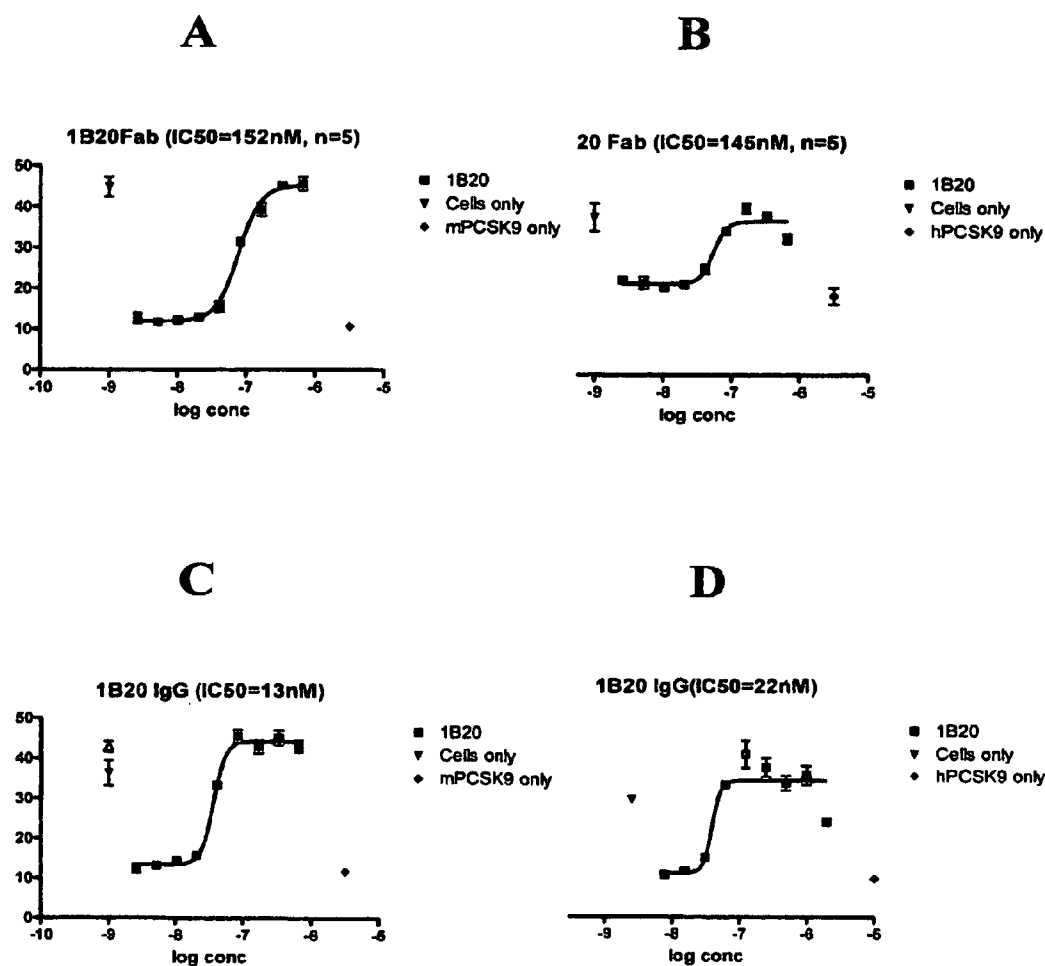 A
B
1B20Fab (IC50=152nM, n=5)
50
40
30
20
10
0
-10
-9
-8
-7
-6
-5
log conc
1B20
Cells only
mPCSK9 only
20 Fab (IC50=145nM, n=5)
-9
-8
-7
-6
-5
log conc
1B20
Cells only
hPCSK9 only
C
D
1B20 IgG (IC50=13nM)
50
40
30
20
10
0
-10
-9
-8
-7
-6
-5
log conc
1B20
Cells only
mPCSK9 only
1B20 IgG(IC50=22nM)
-9
-8
-7
-6
-5
log conc
1B20
Cells only
hPCSK9 only